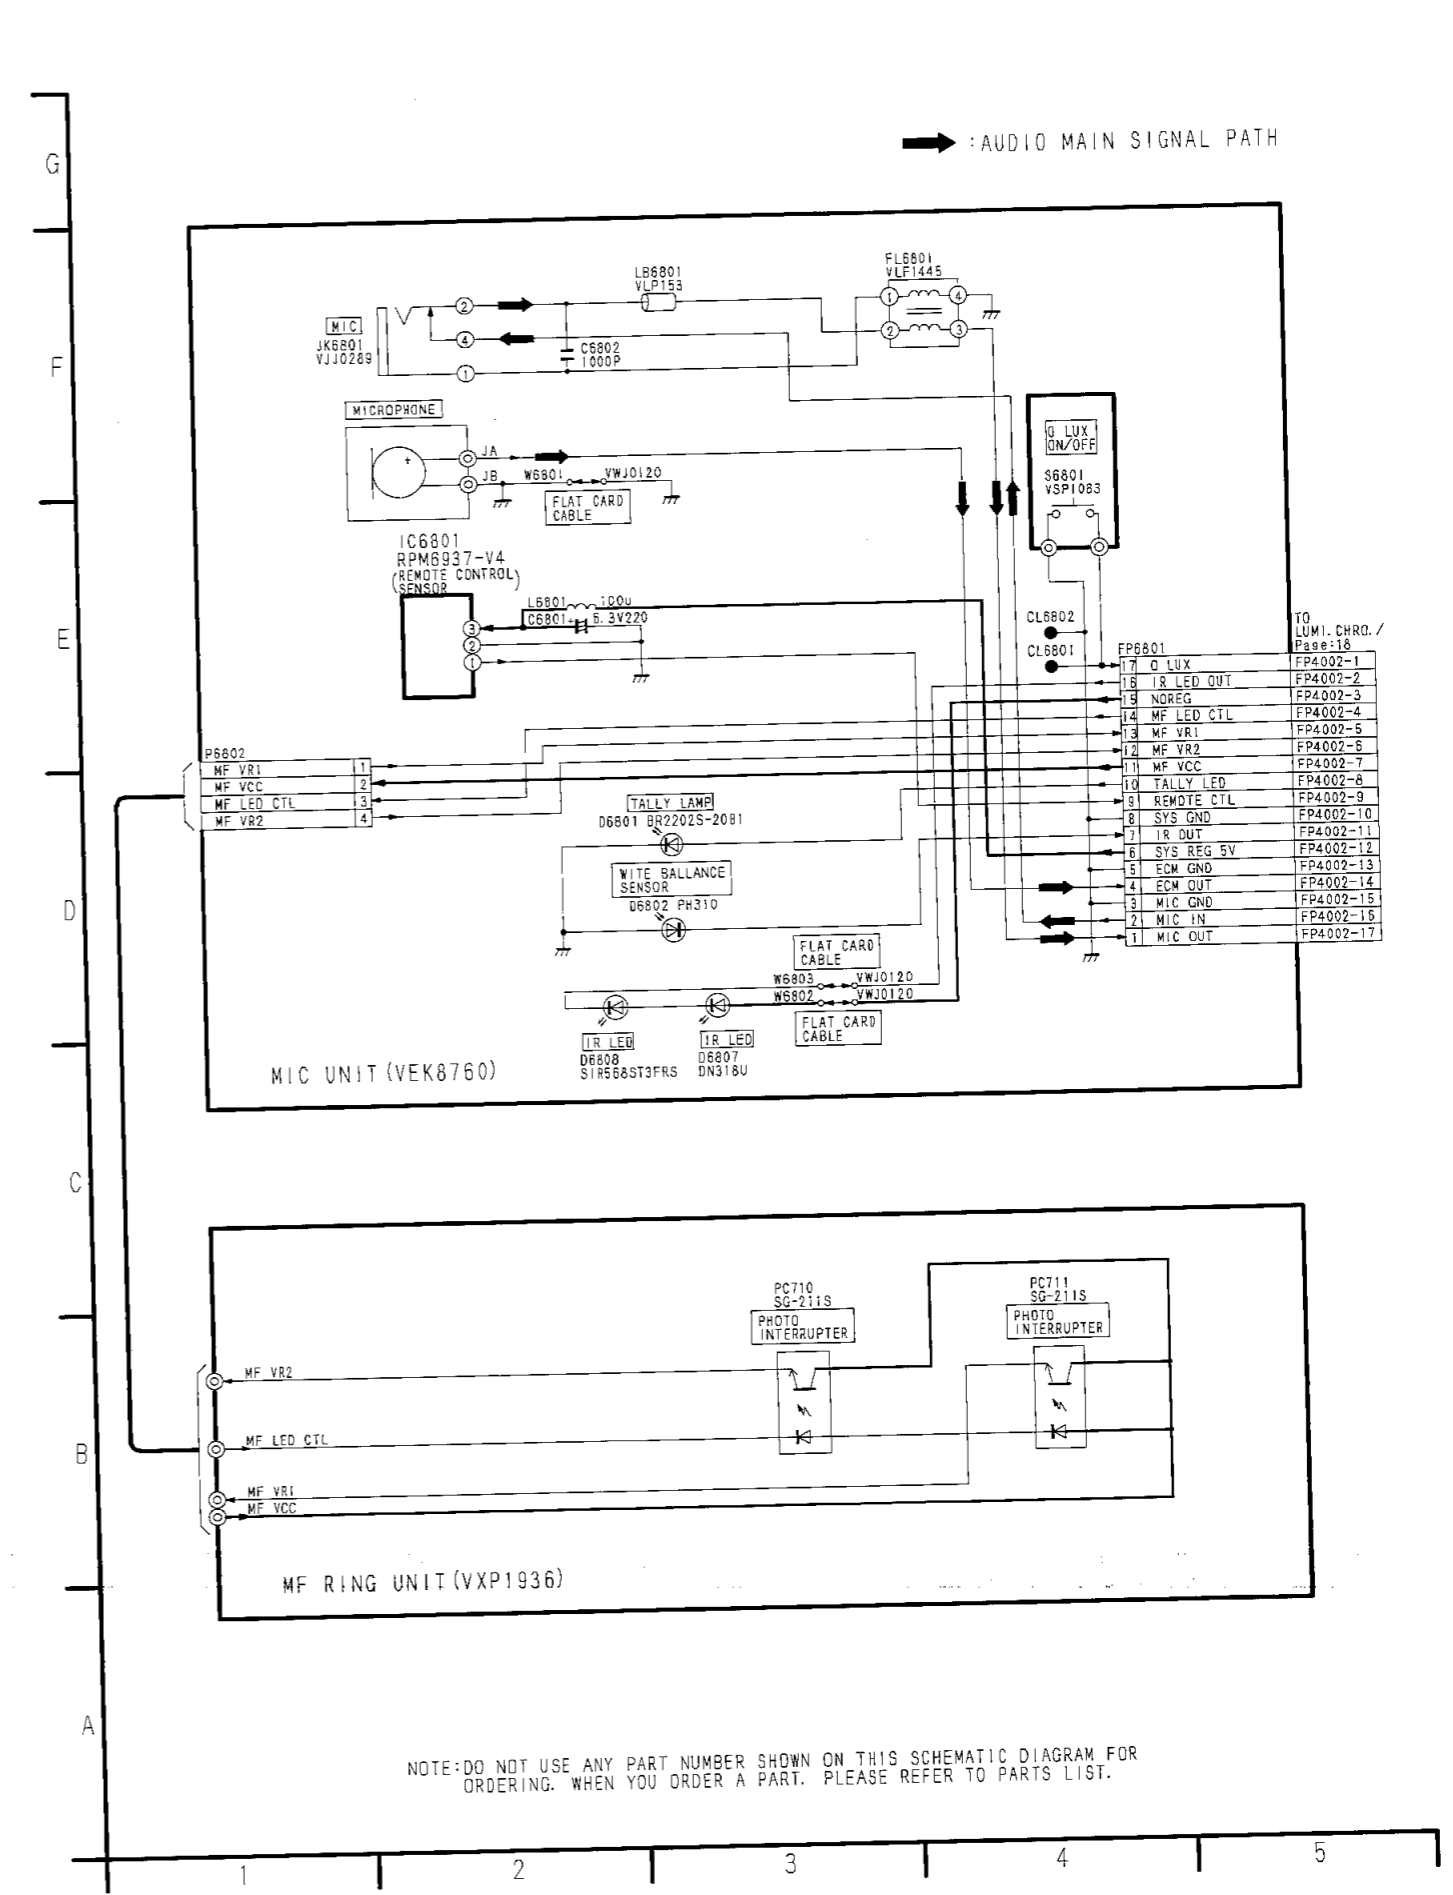 :AUDIO MAIN SIGNAL PATH
G
F
E
D
C
B
A
FL6801
VLF1445
LB6801
VLP153
1
4
2
3
2
MIC
JK6801
VJJ0289
4
1
C6802
1000P
MICROPHONE
+
JA
JB
W6801
VWJ0120
FLAT CARD
CABLE
0 LUX
ON/OFF
S6801
VSP1083
IC6801
RPM6937-V4
(REMOTE CONTROL)
SENSOR
3
2
1
L6801
100U
C6801+
6.3V220
CL6802
CL6801
TO
LUMI.CHRO./
Page:18
FP6801
17 0 LUX FP4002-1
16 IR LED OUT FP4002-2
15 NOREG FP4002-3
14 MF LED CTL FP4002-4
13 MF VR1 FP4002-5
12 MF VR2 FP4002-6
11 MF VCC FP4002-7
10 TALLY LED FP4002-8
9 REMOTE CTL FP4002-9
8 SYS GND FP4002-10
7 IR OUT FP4002-11
6 SYS REG 5V FP4002-12
5 ECM GND FP4002-13
4 ECM OUT FP4002-14
3 MIC GND FP4002-15
2 MIC IN FP4002-16
1 MIC OUT FP4002-17
P6802
MF VR1 1
MF VCC 2
MF LED CTL 3
MF VR2 4
TALLY LAMP
D6801 BR2202S-20B1
WITE BALLANCE
SENSOR
D6802 PH310
FLAT CARD
CABLE
W6803 VWJ0120
W6802 VWJ0120
FLAT CARD
CABLE
IR LED
D6808
SIR568ST3FRS
IR LED
D6807
DN318U
MIC UNIT(VEK8760)
PC710
SG-211S
PHOTO
INTERRUPTER
PC711
SG-211S
PHOTO
INTERRUPTER
MF VR2
MF LED CTL
MF VR1
MF VCC
MF RING UNIT(VXP1936)
NOTE:DO NOT USE ANY PART NUMBER SHOWN ON THIS SCHEMATIC DIAGRAM FOR
ORDERING. WHEN YOU ORDER A PART. PLEASE REFER TO PARTS LIST.
1
2
3
4
5